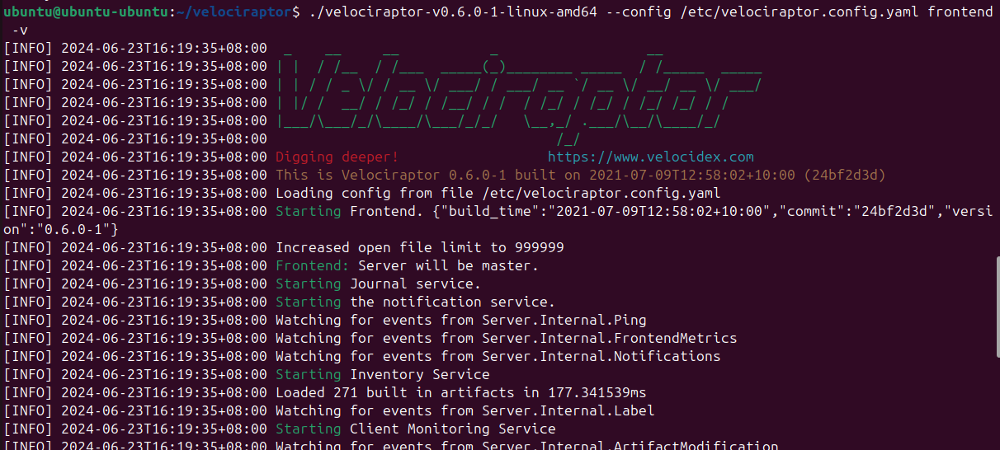 ubuntu@ubuntu-ubuntu:~/velociraptor$ ./velociraptor-v0.6.0-1-linux-amd64 --config /etc/velociraptor.config.yaml frontend
 -v
[INFO] 2024-06-23T16:19:35+08:00  _    __     __           _                  __
[INFO] 2024-06-23T16:19:35+08:00 | |  / /__  / /___  _____(_)________ _____  / /_____  _____
[INFO] 2024-06-23T16:19:35+08:00 | | / / _ \/ / __ \/ ___/ / ___/ __ `/ __ \/ __/ __ \/ ___/
[INFO] 2024-06-23T16:19:35+08:00 | |/ /  __/ / /_/ / /__/ / /  / /_/ / /_/ / /_/ /_/ / /
[INFO] 2024-06-23T16:19:35+08:00 |___/\___/_/\____/\___/_/_/   \__,_/ .___/\__/\____/_/
[INFO] 2024-06-23T16:19:35+08:00                                   /_/
[INFO] 2024-06-23T16:19:35+08:00 Digging deeper!                  https://www.velocidex.com
[INFO] 2024-06-23T16:19:35+08:00 This is Velociraptor 0.6.0-1 built on 2021-07-09T12:58:02+10:00 (24bf2d3d)
[INFO] 2024-06-23T16:19:35+08:00 Loading config from file /etc/velociraptor.config.yaml
[INFO] 2024-06-23T16:19:35+08:00 Starting Frontend. {"build_time":"2021-07-09T12:58:02+10:00","commit":"24bf2d3d","versi
on":"0.6.0-1"}
[INFO] 2024-06-23T16:19:35+08:00 Increased open file limit to 999999
[INFO] 2024-06-23T16:19:35+08:00 Frontend: Server will be master.
[INFO] 2024-06-23T16:19:35+08:00 Starting Journal service.
[INFO] 2024-06-23T16:19:35+08:00 Starting the notification service.
[INFO] 2024-06-23T16:19:35+08:00 Watching for events from Server.Internal.Ping
[INFO] 2024-06-23T16:19:35+08:00 Watching for events from Server.Internal.FrontendMetrics
[INFO] 2024-06-23T16:19:35+08:00 Watching for events from Server.Internal.Notifications
[INFO] 2024-06-23T16:19:35+08:00 Starting Inventory Service
[INFO] 2024-06-23T16:19:35+08:00 Loaded 271 built in artifacts in 177.341539ms
[INFO] 2024-06-23T16:19:35+08:00 Watching for events from Server.Internal.Label
[INFO] 2024-06-23T16:19:35+08:00 Starting Client Monitoring Service
[INFO] 2024-06-23T16:19:35+08:00 Watching for events from Server.Internal.ArtifactModification